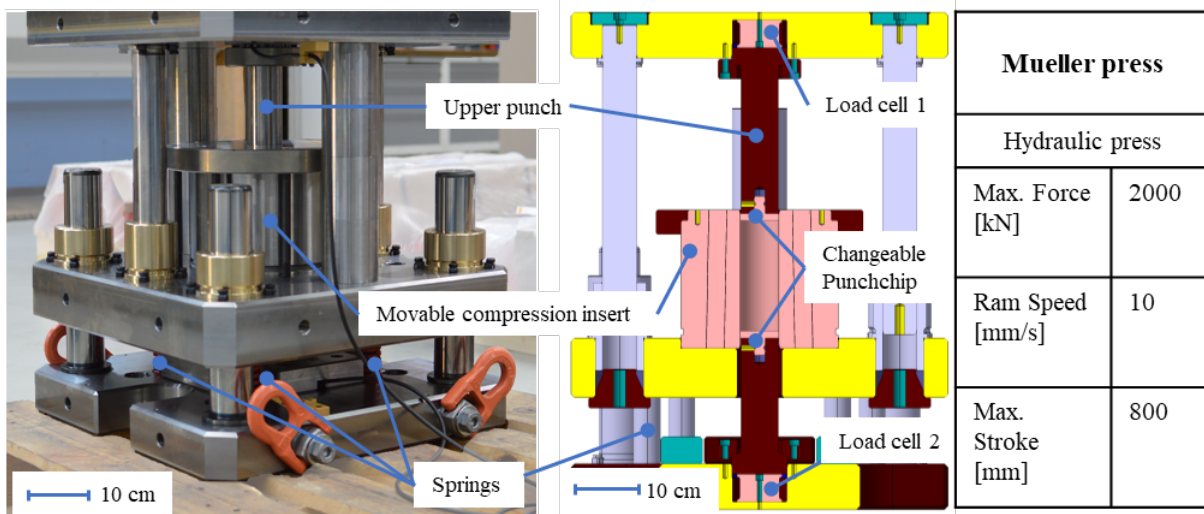 Upper punch
Movable compression insert
Springs
10 cm
Load cell 1
Changeable
Punchchip
Load cell 2
10 cm
Mueller press
Hydraulic press
Max. Force
[kN]
2000
Ram Speed
[mm/s]
10
Max.
Stroke
[mm]
800